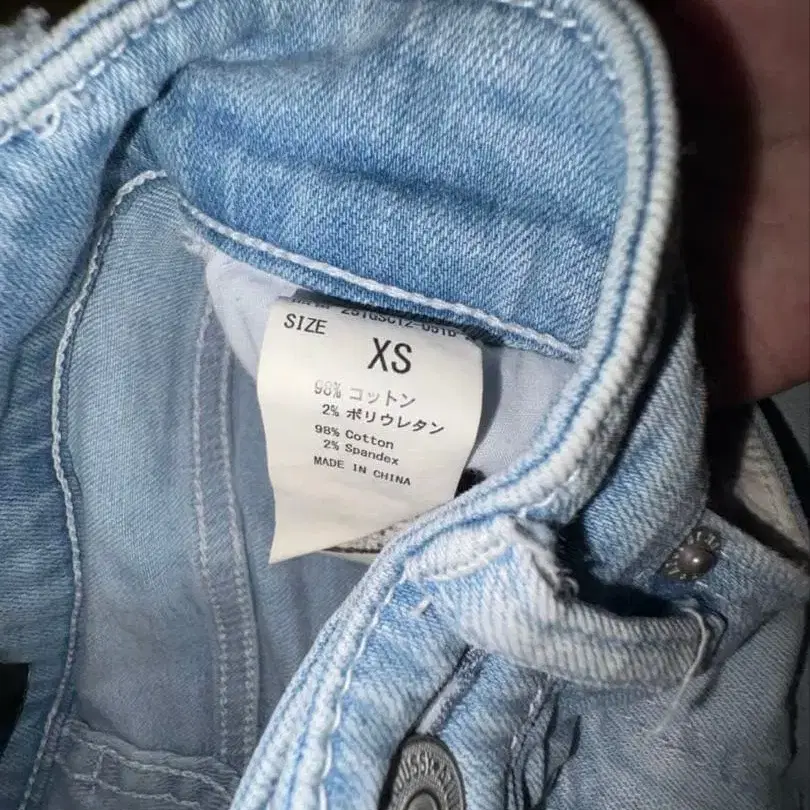 SIZE
XS
98% コットン
2% ポリウレタン
98% Cotton
2% Spandex
MADE IN CHINA